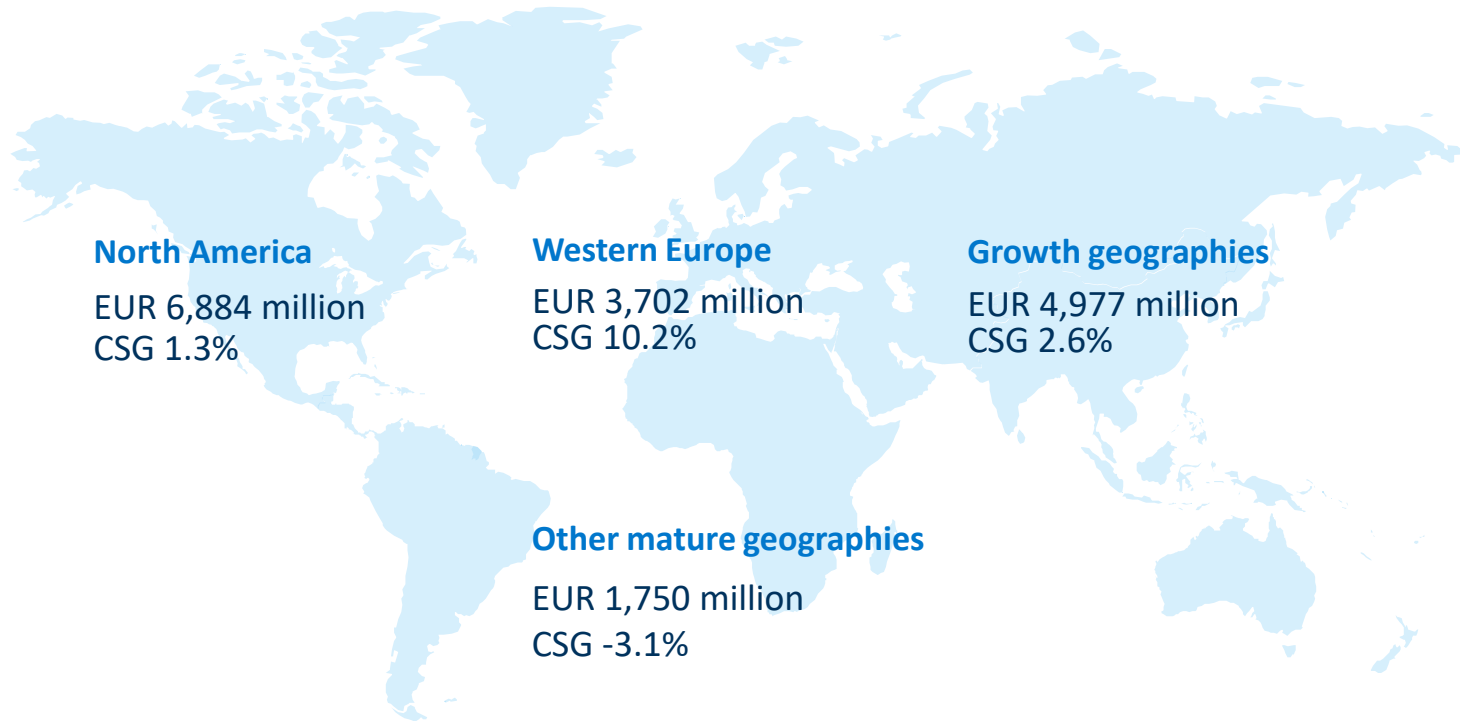 North America
EUR 6,884 million
CSG 1.3%
Western Europe
EUR 3,702 million
CSG 10.2%
Growth geographies
EUR 4,977 million
CSG 2.6%
Other mature geographies
EUR 1,750 million
CSG -3.1%